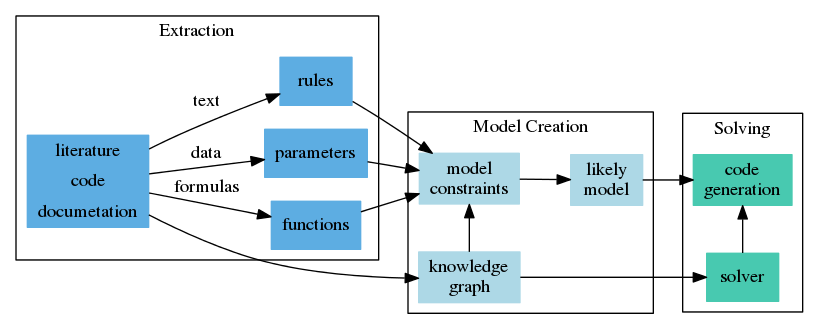 Extraction
literature
code
documetation
text
data
formulas
rules
parameters
functions
Model Creation
model
constraints
likely
model
knowledge
graph
Solving
code
generation
solver